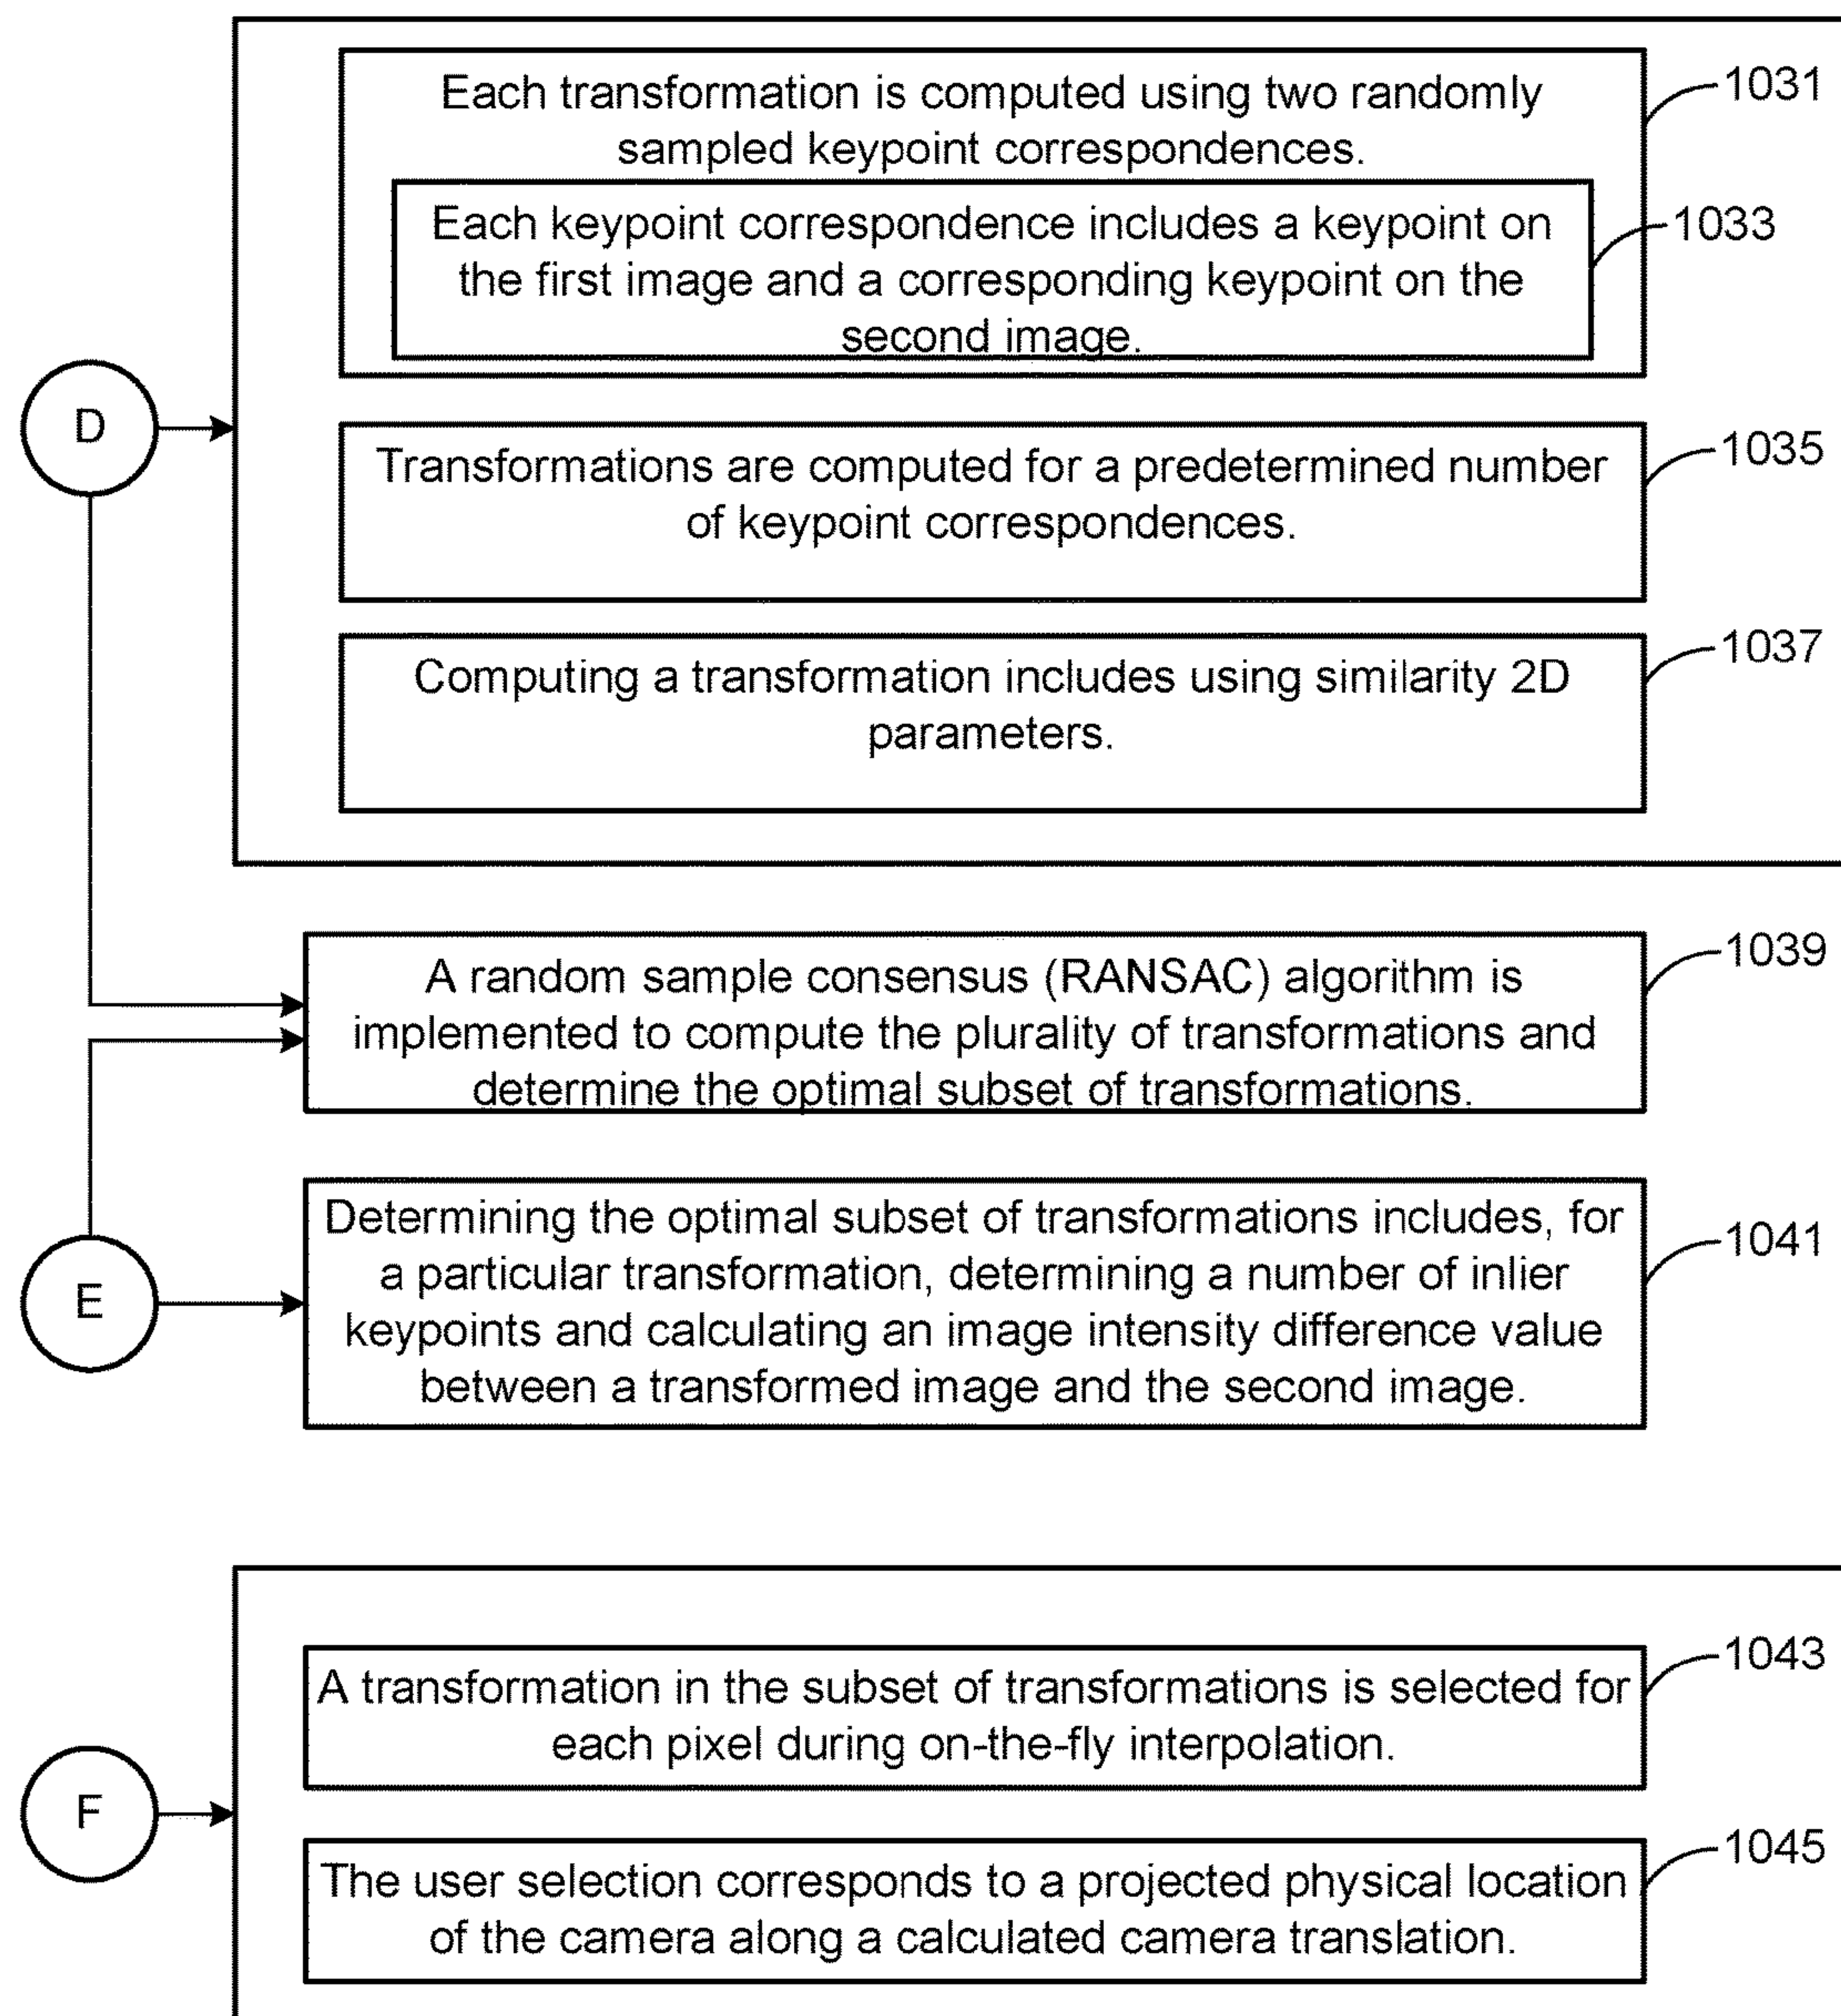 Each transformation is computed using two randomly
sampled keypoint correspondences.
1031
Each keypoint correspondence includes a keypoint on
the first image and a corresponding keypoint on the
second image.
1033
D
Transformations are computed for a predetermined number
of keypoint correspondences.
1035
Computing a transformation includes using similarity 2D
parameters.
1037
A random sample consensus (RANSAC) algorithm is
implemented to compute the plurality of transformations and
determine the optimal subset of transformations.
1039
E
Determining the optimal subset of transformations includes, for
a particular transformation, determining a number of inlier
keypoints and calculating an image intensity difference value
between a transformed image and the second image.
1041
F
A transformation in the subset of transformations is selected for
each pixel during on-the-fly interpolation.
1043
The user selection corresponds to a projected physical location
of the camera along a calculated camera translation.
1045